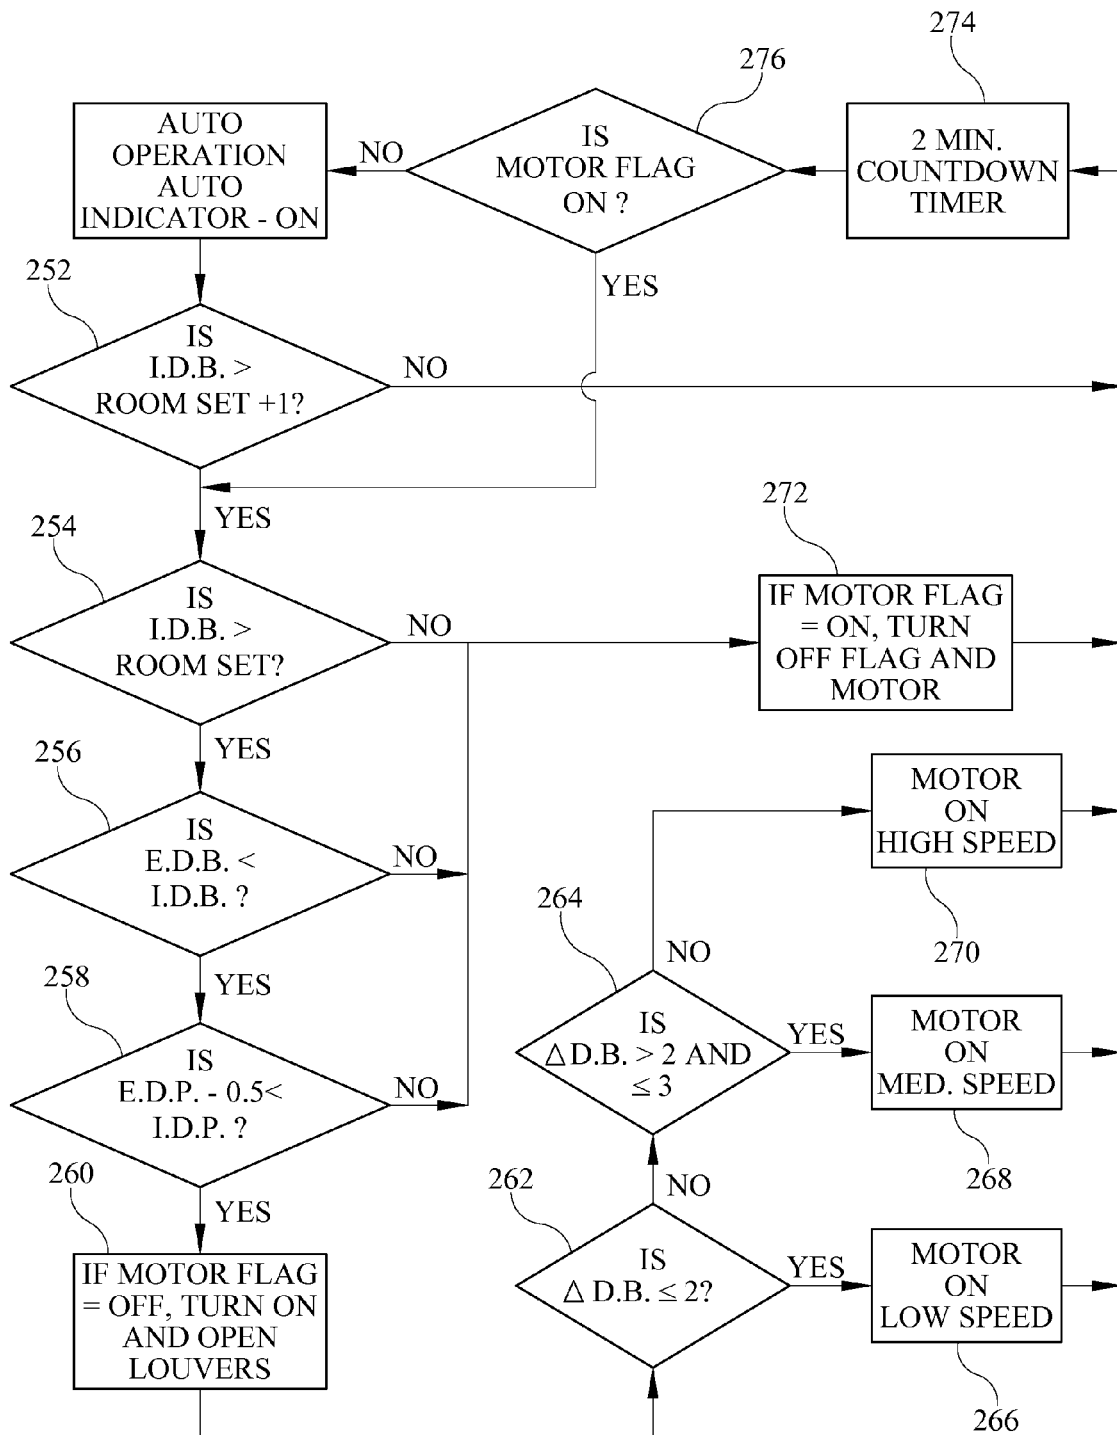 274
276
AUTO
OPERATION
AUTO
INDICATOR - ON
NO
IS
MOTOR FLAG
ON ?
2 MIN.
COUNTDOWN
TIMER
252
YES
IS
I.D.B. >
ROOM SET +1?
NO
YES
254
272
IS
I.D.B. >
ROOM SET?
NO
IF MOTOR FLAG
= ON, TURN
OFF FLAG AND
MOTOR
YES
256
IS
E.D.B. <
I.D.B. ?
NO
MOTOR
ON
HIGH SPEED
270
YES
258
264
NO
IS
E.D.P. - 0.5<
I.D.P. ?
NO
IS
△ D.B. > 2 AND
≤ 3
YES
MOTOR
ON
MED. SPEED
268
YES
260
262
NO
IF MOTOR FLAG
= OFF, TURN ON
AND OPEN
LOUVERS
IS
△ D.B. ≤ 2?
YES
MOTOR
ON
LOW SPEED
266